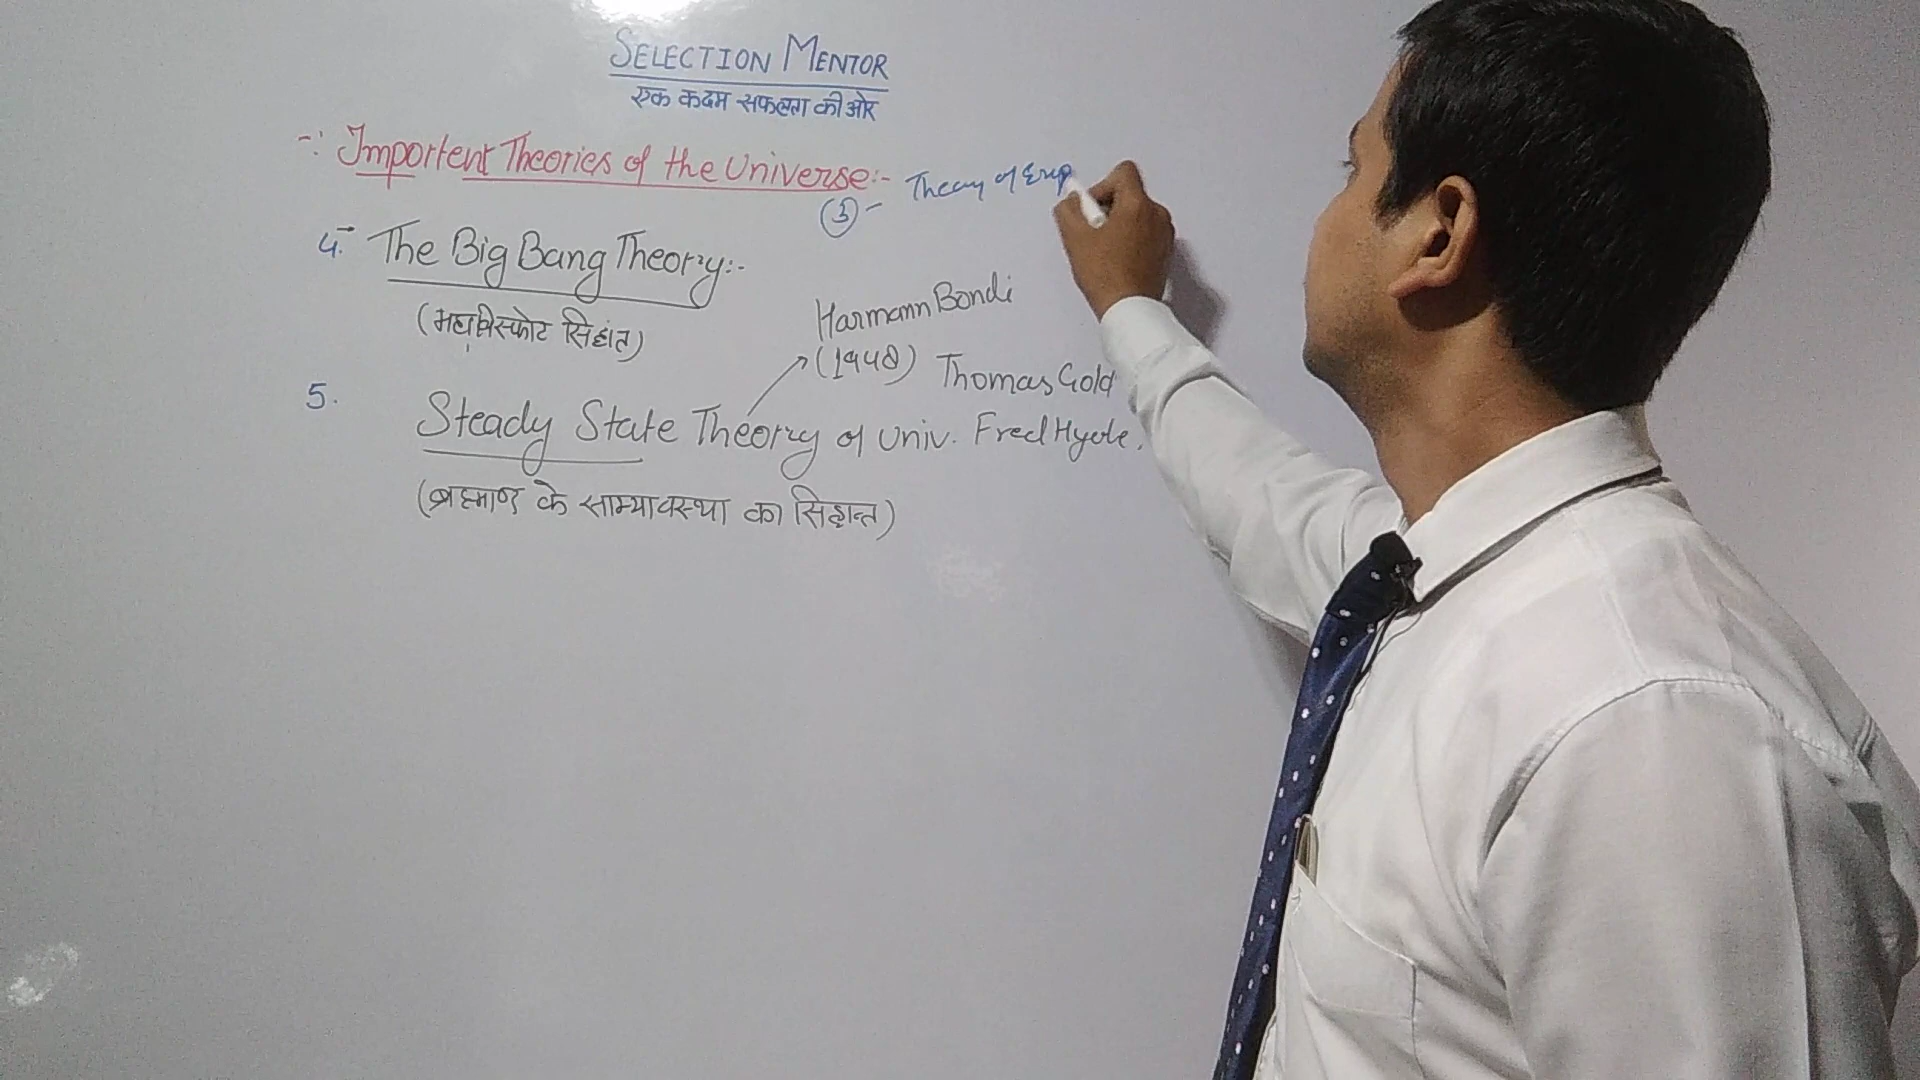 SELECTION MENTOR
एक कदम सफलता की ओर
-: Importent Theories of the Universe:-
(3) - Theory of Exp
4.- The Big Bang Theory:-
(महाविस्फोट सिद्धांत)
Harmann Bondi
(1948) Thomas Gold
5. Steady State Theory of Univ. Fred Hyole.
(ब्रह्माण्ड के साम्यावस्था का सिद्धान्त)